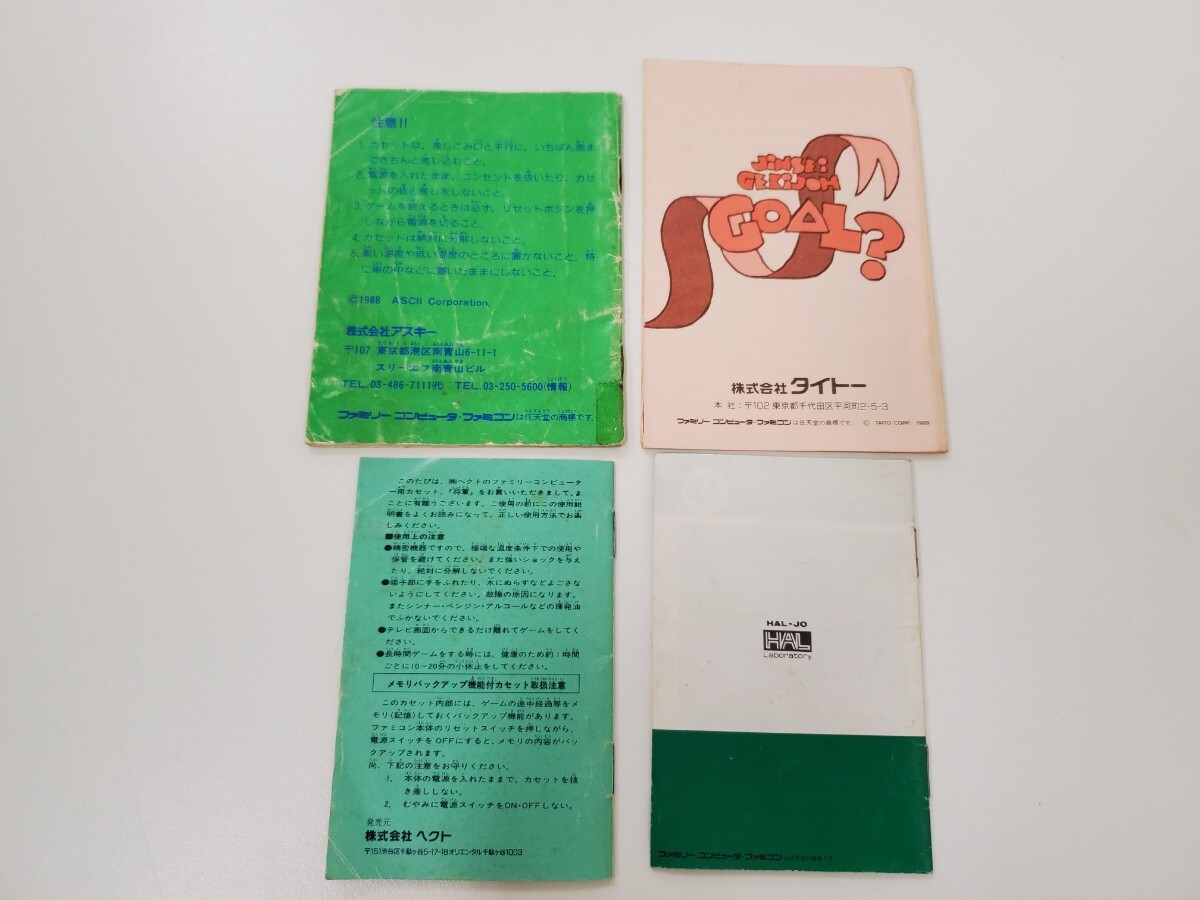 注意!!
1. カセットは、差しこみ口と平行に、いちばん奥ま
できちんと差し込むこと。
2. 電源を入れたまま、コンセントを抜いたり、カセ
ットの抜き差しをしないこと。
3. ゲームを終えるときは必ず、リセットボタンを押
しながら電源を切ること。
4. カセットは絶対に分解しないこと。
5. 高い温度や低い温度のところに置かないこと。特
に車の中などに置いたままにしないこと。
©1988 ASCII Corporation.
株式会社アスキー
〒107 東京都港区南青山6-11-1
スリーエフ南青山ビル
TEL.03-486-7111(代) TEL.03-250-5600(情報)
ファミリー コンピュータ・ファミコンは任天堂の商標です。
JiNSEi
GEKiJOH
GOAL?
株式会社 タイトー
本 社:〒102 東京都千代田区平河町2-5-3
ファミリー コンピュータ・ファミコンは任天堂の商標です。 © TAITO CORP. 1989
このたびは、㈱ヘクトのファミリーコンピュータ
ー用カセット、「将軍」をお買いいただきまして、ま
ことに有難うございます。ご使用の前にこの使用説
明書をよくお読みになって、正しい使用方法でお楽
しみください。
■使用上の注意
●精密機器ですので、極端な温度条件下での使用や
保管を避けてください。また強いショックを与え
たり、絶対に分解しないでください。
●端子部に手をふれたり、水にぬらすなどよごさな
いようにしてください。故障の原因になります。
またシンナー・ベンジン・アルコールなどの揮発油
でふかないでください。
●テレビ画面からできるだけ離れてゲームをしてく
ださい。
●長時間ゲームをする時には、健康のため約1時間
ごとに10〜20分の小休止をしてください。
メモリバックアップ機能付カセット取扱注意
このカセット内部には、ゲームの途中経過等をメ
モリ(記憶)しておくバックアップ機能があります。
ファミコン本体のリセットスイッチを押しながら、
電源スイッチをOFFにすると、メモリの内容がバッ
クアップされます。
尚、下記の注意をお守りください。
1. 本体の電源を入れたままで、カセットを抜
き差ししない。
2. むやみに電源スイッチをON・OFFしない。
発売元
株式会社 ヘクト
〒151渋谷区千駄ヶ谷5-17-18オリエンタル千駄ヶ谷1003
HAL-JO
HAL
Laboratory
ファミリー コンピュータ ファミコンは任天堂の商標です。